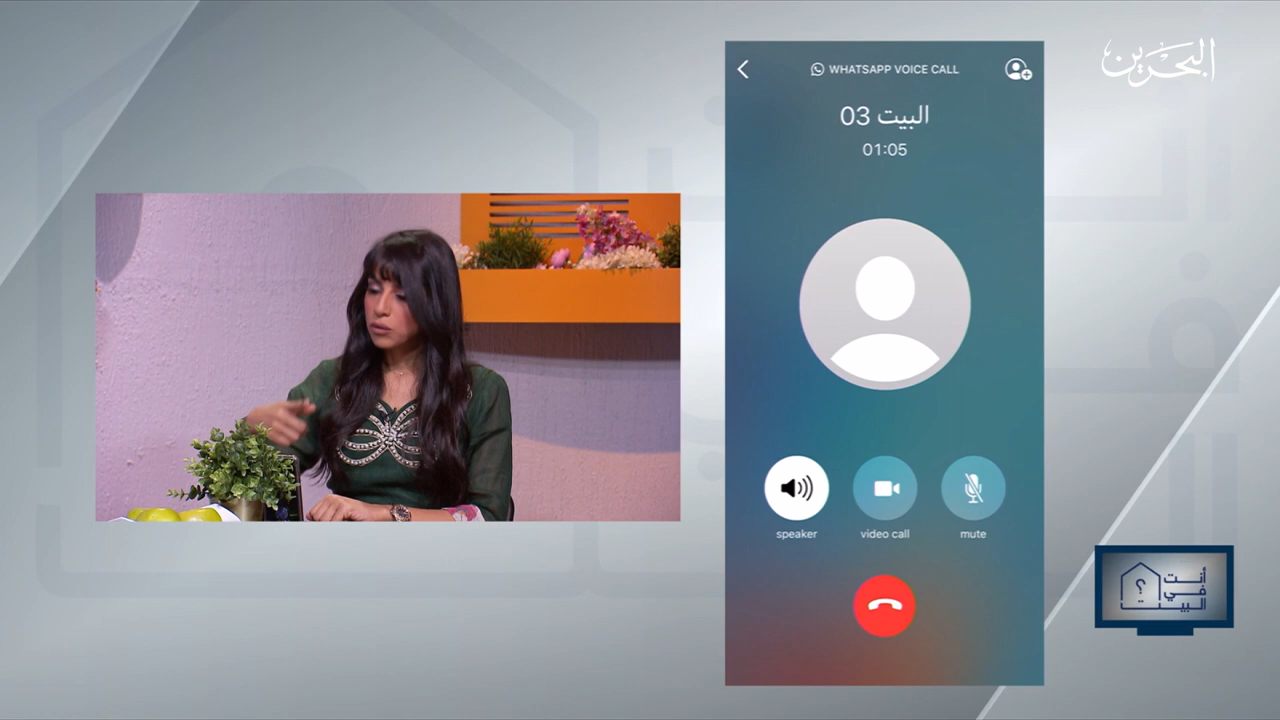 البحرين
WHATSAPP VOICE CALL
البيت 03
01:05
speaker
video call
mute
أنت
في
البيت
؟